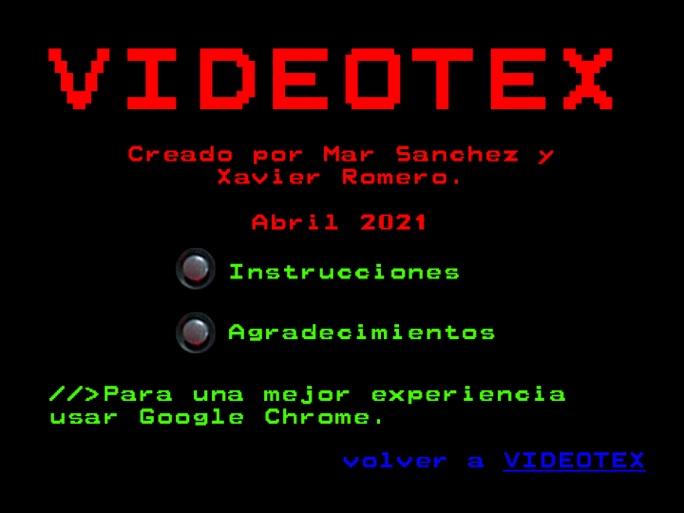 VIDEOTEX
Creado por Mar Sanchez y
Xavier Romero.
Abril 2021
Instrucciones
Agradecimientos
//>Para una mejor experiencia
usar Google Chrome.
volver a VIDEOTEX